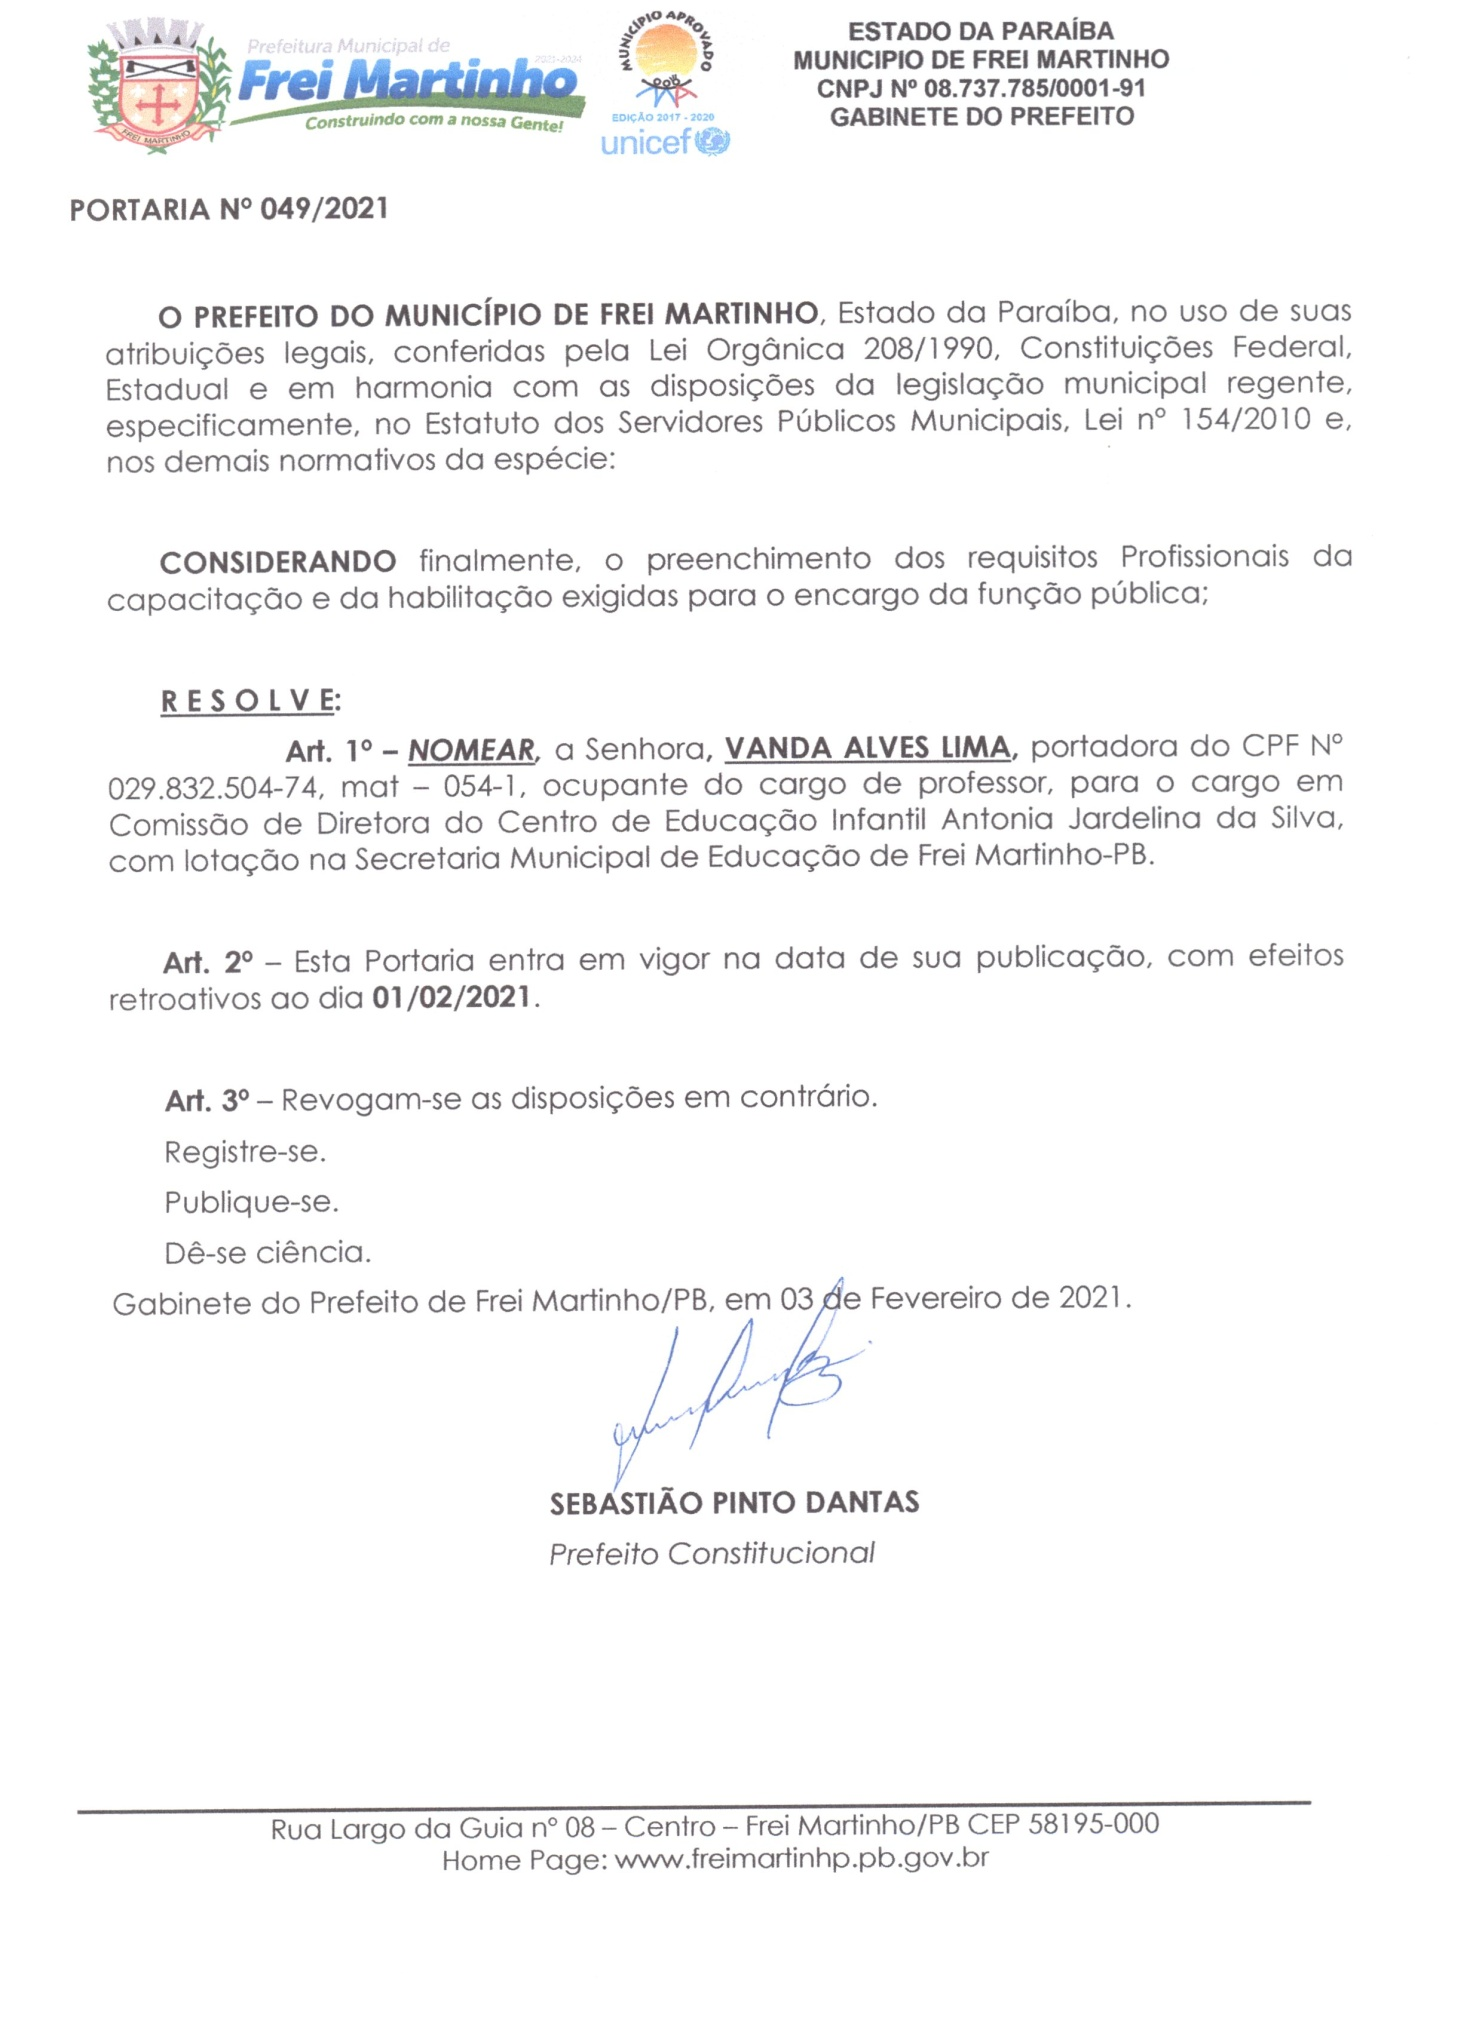 Prefeitura Municipal de
2021-2024
Frei Martinho
Construindo com a nossa Gente!
FREI MARTINHO
MUNICÍPIO APROVADO
EDIÇÃO 2017 - 2020
unicef
ESTADO DA PARAÍBA
MUNICIPIO DE FREI MARTINHO
CNPJ Nº 08.737.785/0001-91
GABINETE DO PREFEITO
PORTARIA Nº 049/2021
O PREFEITO DO MUNICÍPIO DE FREI MARTINHO, Estado da Paraíba, no uso de suas
atribuições legais, conferidas pela Lei Orgânica 208/1990, Constituições Federal,
Estadual e em harmonia com as disposições da legislação municipal regente,
especificamente, no Estatuto dos Servidores Públicos Municipais, Lei nº 154/2010 e,
nos demais normativos da espécie:
CONSIDERANDO finalmente, o preenchimento dos requisitos Profissionais da
capacitação e da habilitação exigidas para o encargo da função pública;
R E S O L V E:
Art. 1º – NOMEAR, a Senhora, VANDA ALVES LIMA, portadora do CPF Nº
029.832.504-74, mat – 054-1, ocupante do cargo de professor, para o cargo em
Comissão de Diretora do Centro de Educação Infantil Antonia Jardelina da Silva,
com lotação na Secretaria Municipal de Educação de Frei Martinho-PB.
Art. 2º – Esta Portaria entra em vigor na data de sua publicação, com efeitos
retroativos ao dia 01/02/2021.
Art. 3º – Revogam-se as disposições em contrário.
Registre-se.
Publique-se.
Dê-se ciência.
Gabinete do Prefeito de Frei Martinho/PB, em 03 de Fevereiro de 2021.
SEBASTIÃO PINTO DANTAS
Prefeito Constitucional
Rua Largo da Guia nº 08 – Centro – Frei Martinho/PB CEP 58195-000
Home Page: www.freimartinhp.pb.gov.br